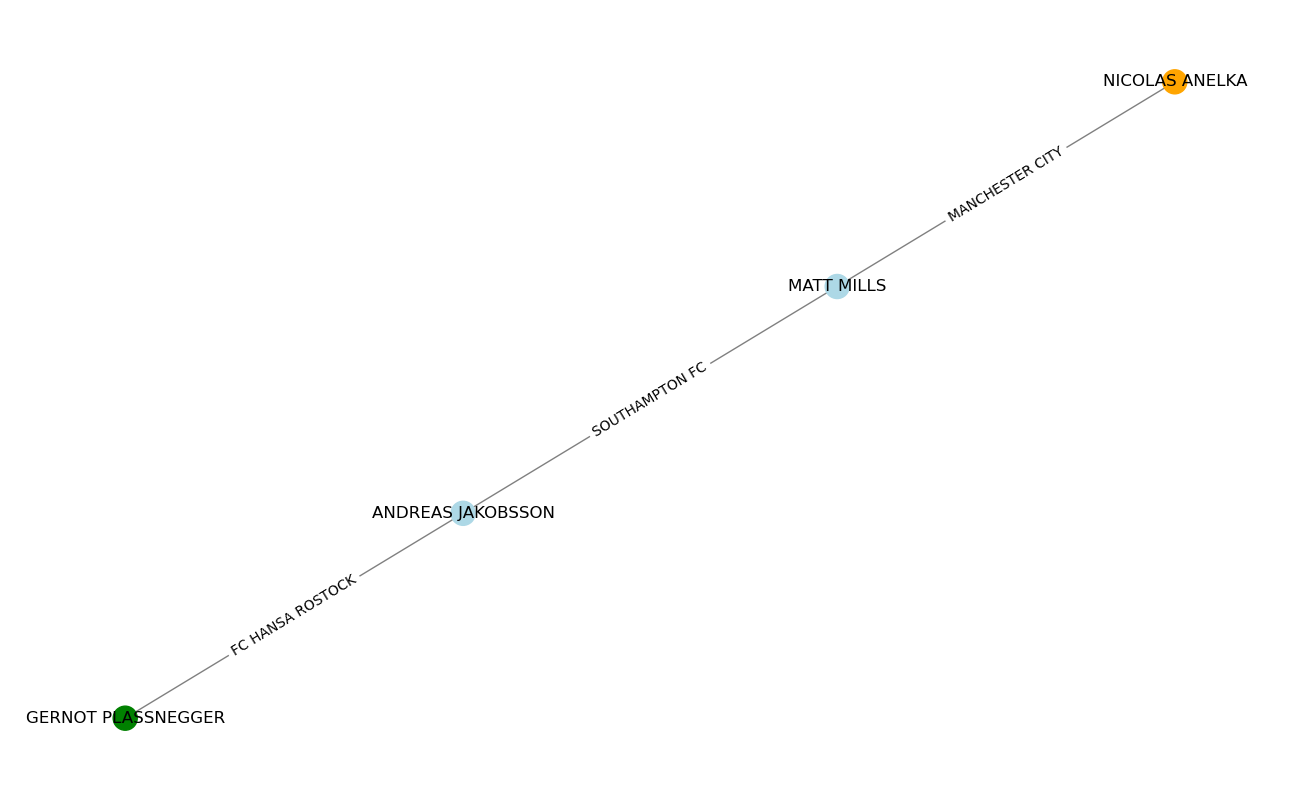 NICOLAS ANELKA
MANCHESTER CITY
MATT MILLS
SOUTHAMPTON FC
ANDREAS JAKOBSSON
FC HANSA ROSTOCK
GERNOT PLASSNEGGER